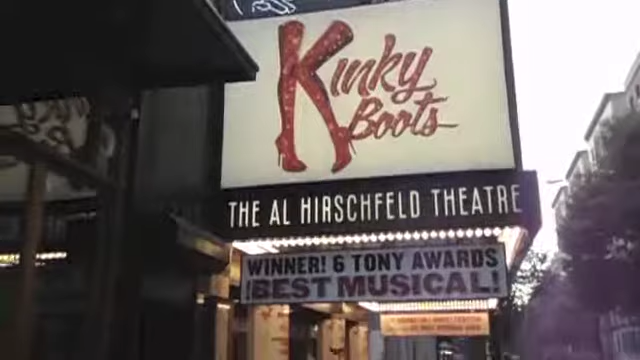 Kinky
Boots
THE AL HIRSCHFELD THEATRE
WINNER! 6 TONY AWARDS
BEST MUSICAL!